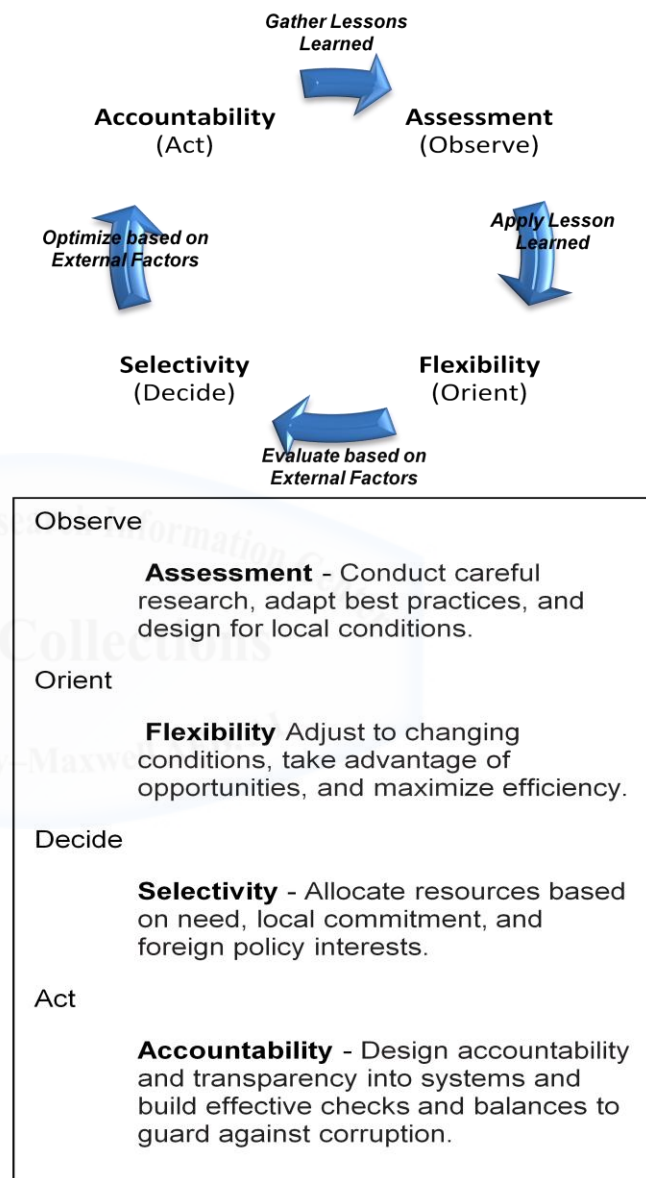 Gather Lessons
Learned
Accountability
(Act)
Assessment
(Observe)
Optimize based on
External Factors
Apply Lesson
Learned
Selectivity
(Decide)
Flexibility
(Orient)
Evaluate based on
External Factors
Observe
Assessment - Conduct careful
research, adapt best practices, and
design for local conditions.
Orient
Flexibility Adjust to changing
conditions, take advantage of
opportunities, and maximize efficiency.
Decide
Selectivity - Allocate resources based
on need, local commitment, and
foreign policy interests.
Act
Accountability - Design accountability
and transparency into systems and
build effective checks and balances to
guard against corruption.
Information
Collections
Maxwell